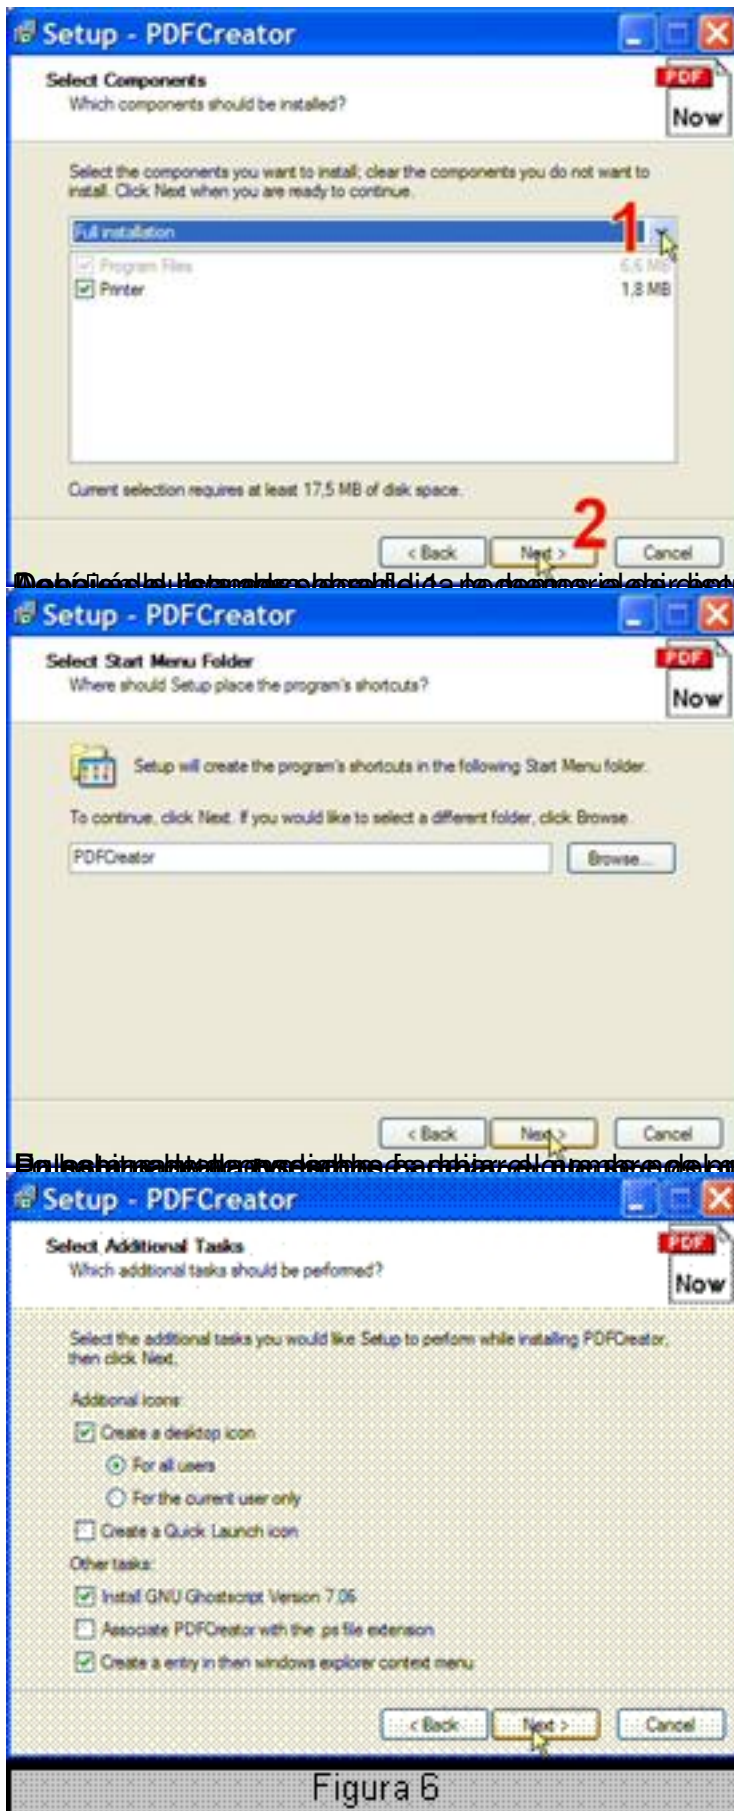 Setup - PDFCreator
Select Components
Which components should be installed?
PDF
Now
Select the components you want to install; clear the components you do not want to
install. Click Next when you are ready to continue.
Full installation
1
Program Files 6,6 MB
Printer 1,8 MB
Current selection requires at least 17,5 MB of disk space.
2
< Back Next > Cancel
Setup - PDFCreator
Select Start Menu Folder
Where should Setup place the program's shortcuts?
PDF
Now
Setup will create the program's shortcuts in the following Start Menu folder.
To continue, click Next. If you would like to select a different folder, click Browse.
PDFCreator
Browse...
< Back Next > Cancel
Setup - PDFCreator
Select Additional Tasks
Which additional tasks should be performed?
PDF
Now
Select the additional tasks you would like Setup to perform while installing PDFCreator,
then click Next.
Additional icons:
Create a desktop icon
For all users
For the current user only
Create a Quick Launch icon
Other tasks:
Install GNU Ghostscript Version 7.06
Associate PDFCreator with the .ps file extension
Create a entry in then windows explorer context menu
< Back Next > Cancel
Figura 6